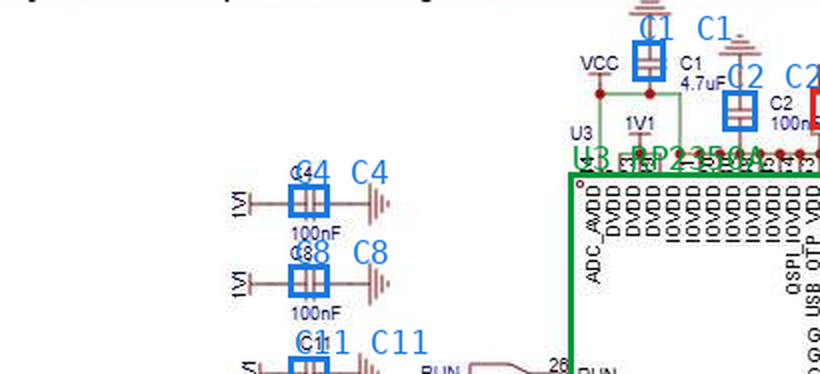 C1 C1
VCC
C1
4.7uF
C2 C2
C2
100n
U3
1V1
U3 RP2350A
C4
C4 C4
1V1
100nF
C8
C8 C8
1V1
100nF
C11
C11 C11
ADC_AVDD
DVDD
DVDD
DVDD
IOVDD
IOVDD
IOVDD
IOVDD
IOVDD
IOVDD
QSPI_IOVDD
USB_OTP_VDD
RUN
26
RUN